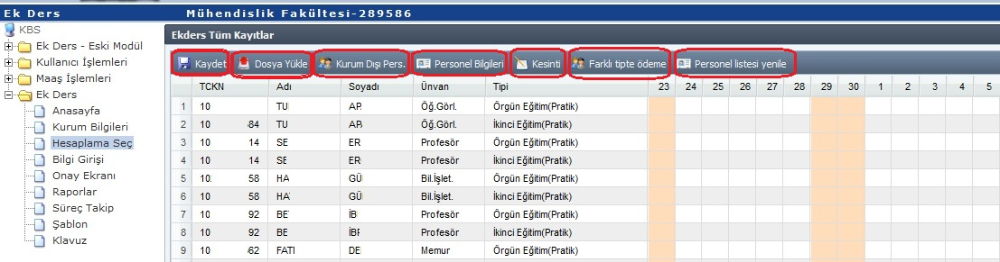 Ek Ders Mühendislik Fakültesi-289586
KBS
Ek Ders - Eski Modül
Kullanıcı İşlemleri
Maaş İşlemleri
Ek Ders
Anasayfa
Kurum Bilgileri
Hesaplama Seç
Bilgi Girişi
Onay Ekranı
Raporlar
Süreç Takip
Şablon
Klavuz
Ekders Tüm Kayıtlar
Kaydet Dosya Yükle Kurum Dışı Pers. Personel Bilgileri Kesinti Farklı tipte ödeme Personel listesi yenile
TCKN Adı Soyadı Ünvan Tipi 23 24 25 26 27 28 29 30 1 2 3 4 5
1 10 TU AP. Öğ.Görl. Örgün Eğitim(Pratik)
2 10 84 TU AP. Öğ.Görl. İkinci Eğitim(Pratik)
3 10 14 SE ER Profesör Örgün Eğitim(Pratik)
4 10 14 SE ER Profesör İkinci Eğitim(Pratik)
5 10 58 HA GÜ Bil.İşlet. Örgün Eğitim(Pratik)
6 10 58 HA GÜ Bil.İşlet. İkinci Eğitim(Pratik)
7 10 92 BE İB Profesör Örgün Eğitim(Pratik)
8 10 92 BE İB Profesör İkinci Eğitim(Pratik)
9 10 62 FATI DE Memur Örgün Eğitim(Pratik)